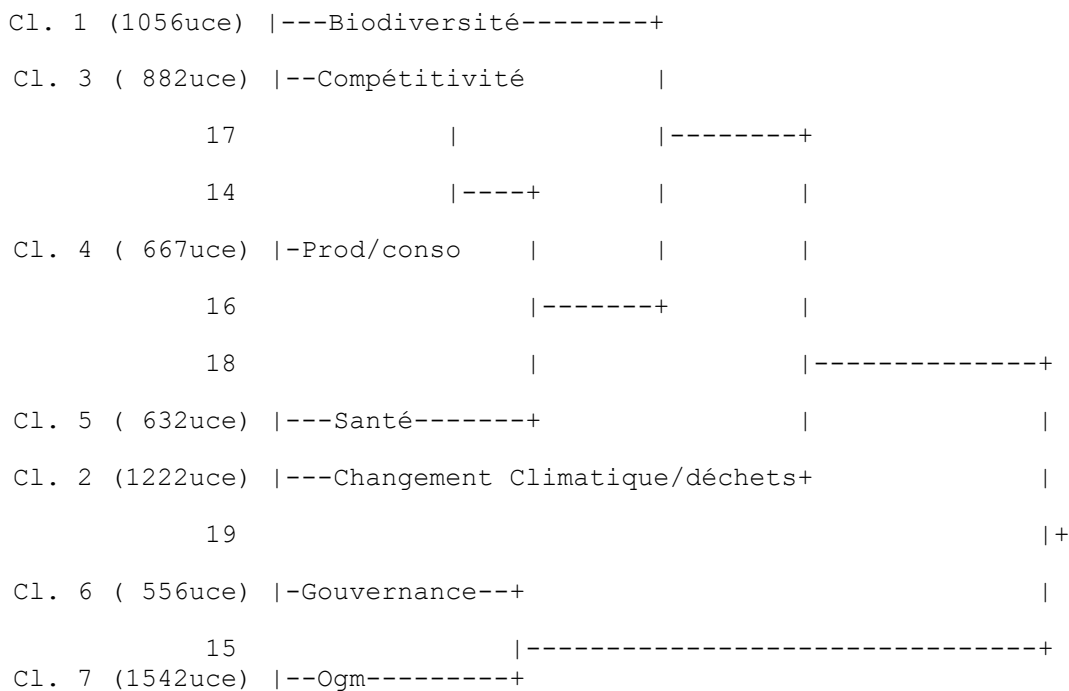 Cl. 1 (1056uce) |---Biodiversité--------+
Cl. 3 ( 882uce) |--Compétitivité        |
            17              |             |--------+
            14              |----+        |        |
Cl. 4 ( 667uce) |-Prod/conso    |        |        |
            16                   |-------+        |
            18                   |                |--------------+
Cl. 5 ( 632uce) |---Santé-------+                |              |
Cl. 2 (1222uce) |---Changement Climatique/déchets+              |
            19                                                  |+
Cl. 6 ( 556uce) |-Gouvernance--+                                |
            15                 |--------------------------------+
Cl. 7 (1542uce) |--Ogm---------+